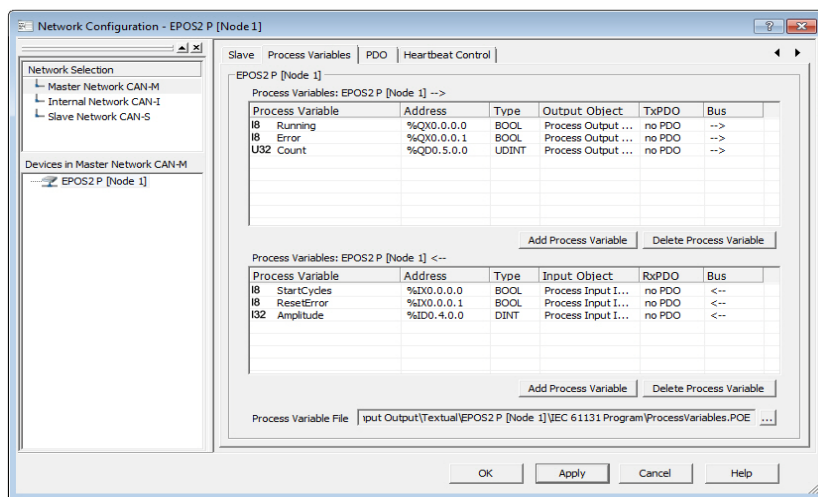 Network Configuration - EPOS2 P [Node 1]
Slave Process Variables PDO Heartbeat Control
Network Selection
Master Network CAN-M
Internal Network CAN-I
Slave Network CAN-S
Devices in Master Network CAN-M
EPOS2 P [Node 1]
EPOS2 P [Node 1]
Process Variables: EPOS2 P [Node 1] -->
Process Variable Address Type Output Object TxPDO Bus
I8 Running %QX0.0.0.0 BOOL Process Output ... no PDO -->
I8 Error %QX0.0.0.1 BOOL Process Output ... no PDO -->
U32 Count %QD0.5.0.0 UDINT Process Output ... no PDO -->
Add Process Variable Delete Process Variable
Process Variables: EPOS2 P [Node 1] <--
Process Variable Address Type Input Object RxPDO Bus
I8 StartCycles %IX0.0.0.0 BOOL Process Input I... no PDO <--
I8 ResetError %IX0.0.0.1 BOOL Process Input I... no PDO <--
I32 Amplitude %ID0.4.0.0 DINT Process Input I... no PDO <--
Add Process Variable Delete Process Variable
Process Variable File Output\Textual\EPOS2 P [Node 1]\IEC 61131 Program\ProcessVariables.POE ...
OK Apply Cancel Help